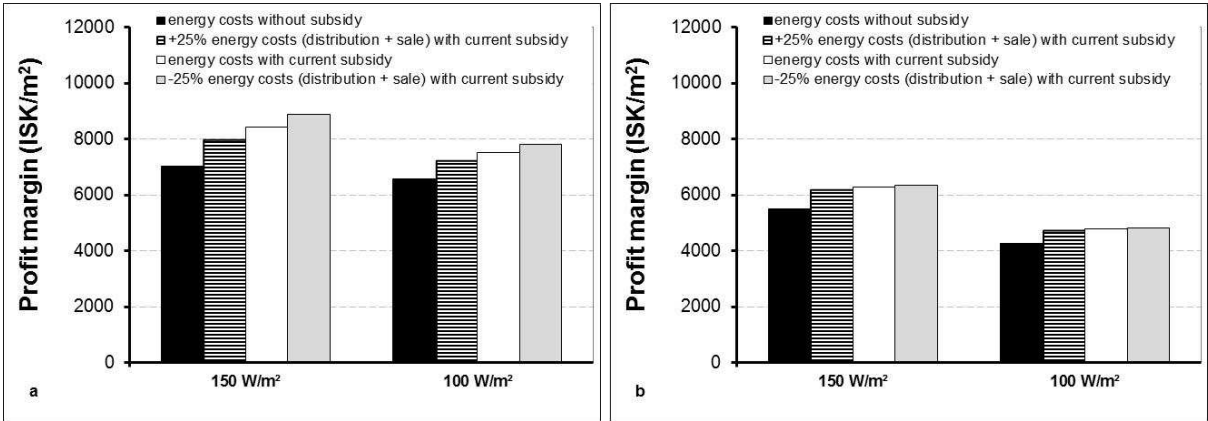 energy costs without subsidy
+25% energy costs (distribution + sale) with current subsidy
energy costs with current subsidy
-25% energy costs (distribution + sale) with current subsidy
Profit margin (ISK/m²)
12000
10000
8000
6000
4000
2000
0
150 W/m²
100 W/m²
a
energy costs without subsidy
+25% energy costs (distribution + sale) with current subsidy
energy costs with current subsidy
-25% energy costs (distribution + sale) with current subsidy
Profit margin (ISK/m²)
12000
10000
8000
6000
4000
2000
0
150 W/m²
100 W/m²
b